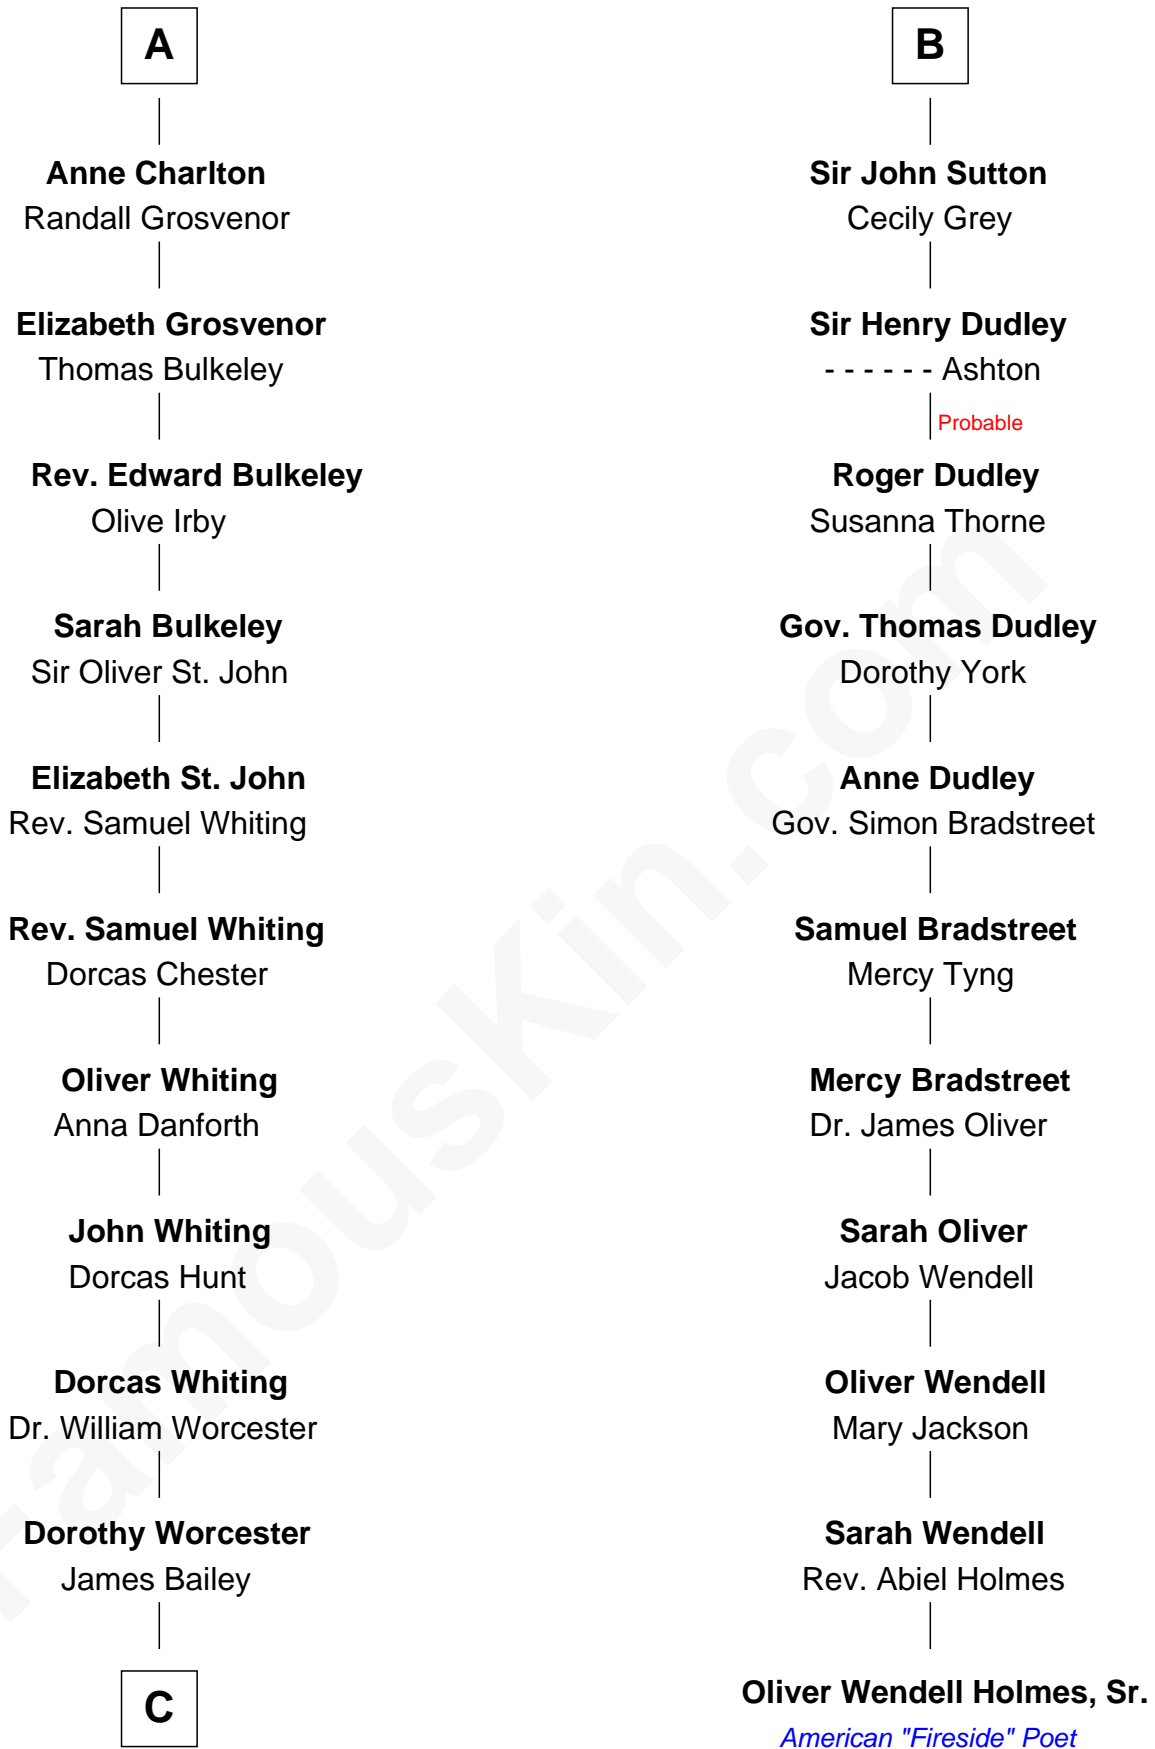 A
Anne Charlton
Randall Grosvenor
Elizabeth Grosvenor
Thomas Bulkeley
Rev. Edward Bulkeley
Olive Irby
Sarah Bulkeley
Sir Oliver St. John
Elizabeth St. John
Rev. Samuel Whiting
Rev. Samuel Whiting
Dorcas Chester
Oliver Whiting
Anna Danforth
John Whiting
Dorcas Hunt
Dorcas Whiting
Dr. William Worcester
Dorothy Worcester
James Bailey
C
B
Sir John Sutton
Cecily Grey
Sir Henry Dudley
- - - - - - Ashton
Probable
Roger Dudley
Susanna Thorne
Gov. Thomas Dudley
Dorothy York
Anne Dudley
Gov. Simon Bradstreet
Samuel Bradstreet
Mercy Tyng
Mercy Bradstreet
Dr. James Oliver
Sarah Oliver
Jacob Wendell
Oliver Wendell
Mary Jackson
Sarah Wendell
Rev. Abiel Holmes
Oliver Wendell Holmes, Sr.
American "Fireside" Poet
FamousKin.com